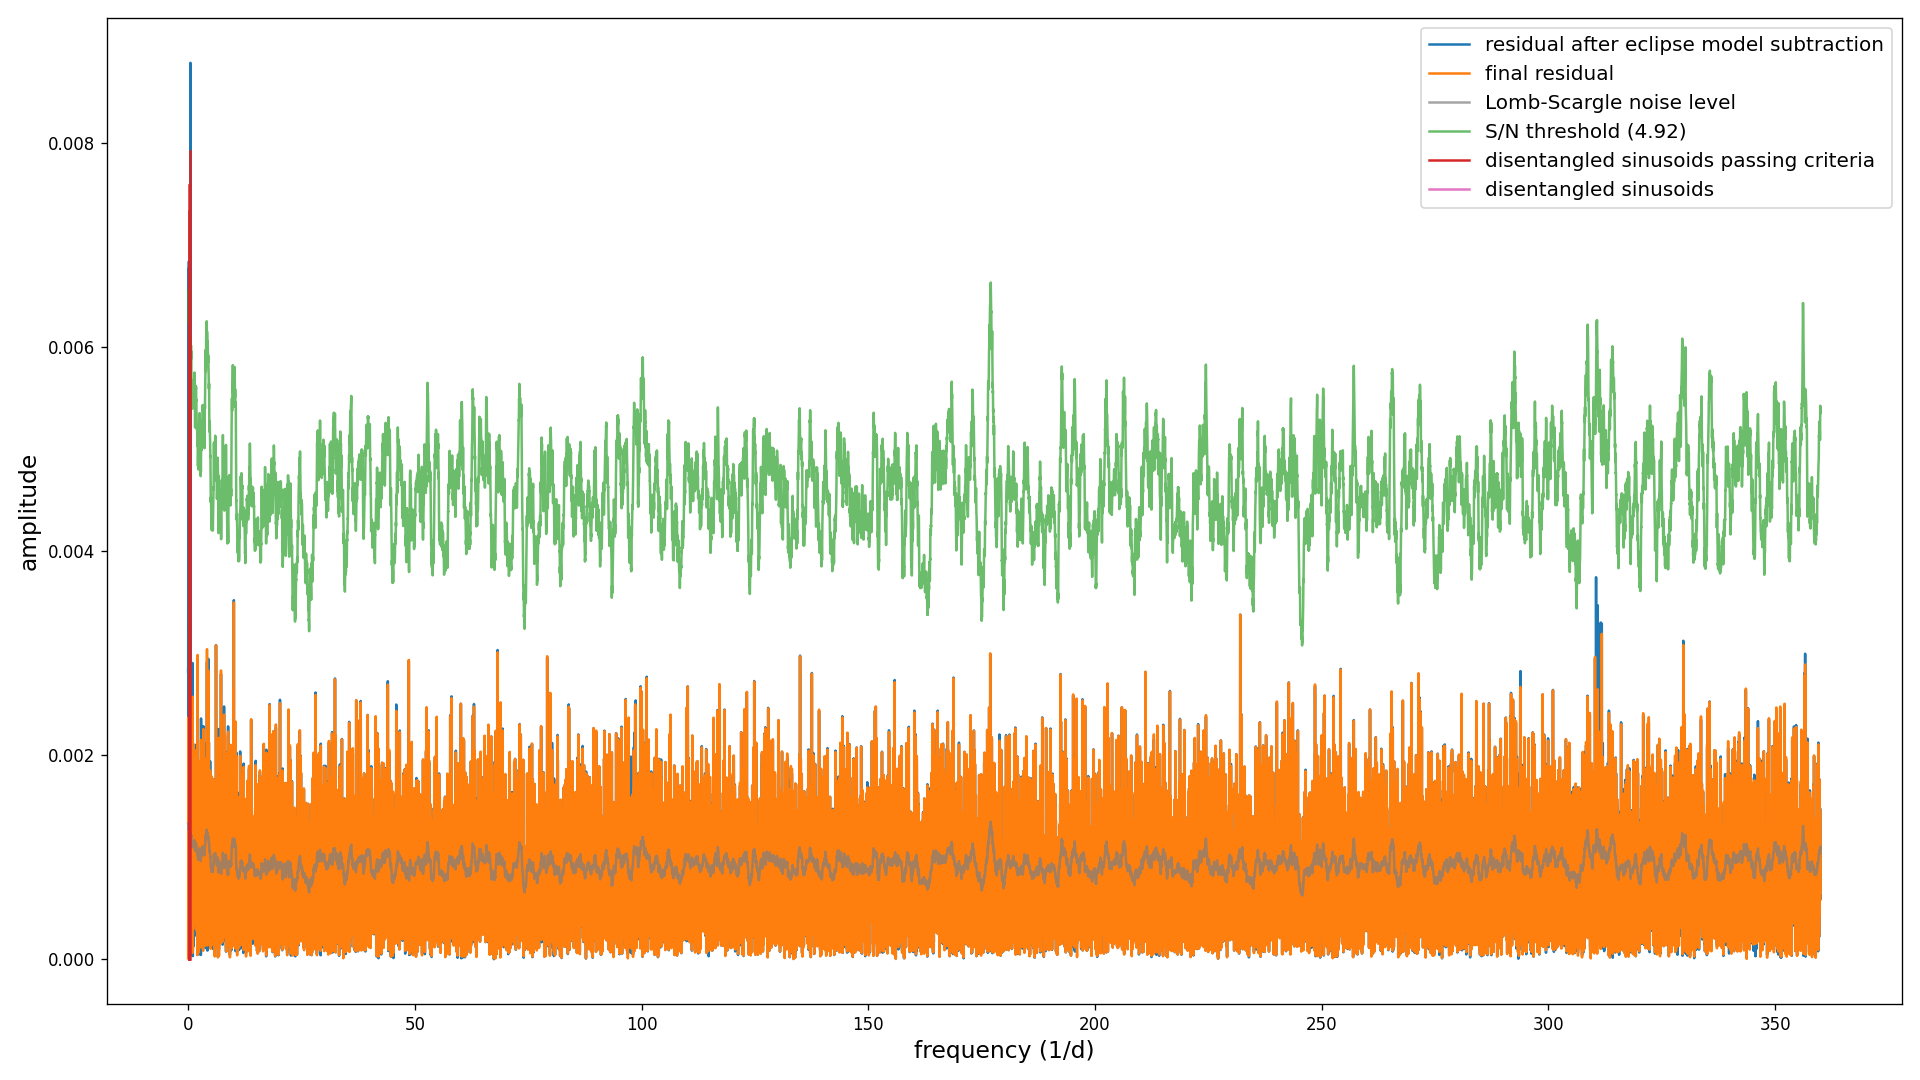 residual after eclipse model subtraction
final residual
Lomb-Scargle noise level
S/N threshold (4.92)
disentangled sinusoids passing criteria
disentangled sinusoids
amplitude
0.008
0.006
0.004
0.002
0.000
0 50 100 150 200 250 300 350
frequency (1/d)